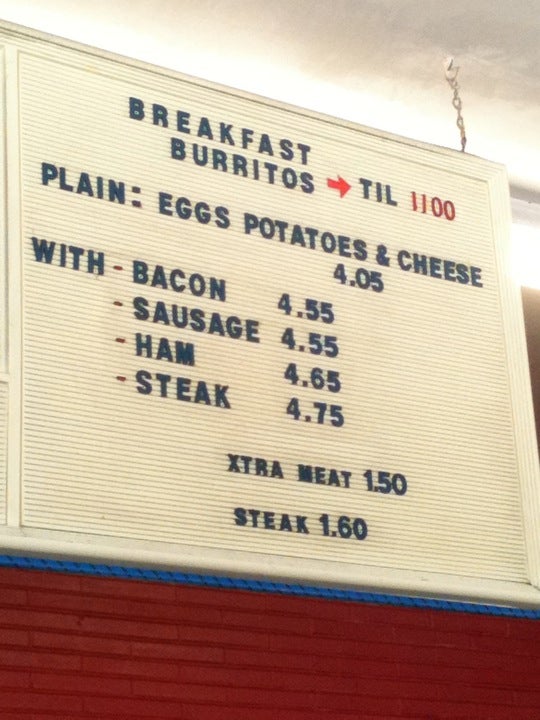 BREAKFAST
BURRITOS → TIL 1100
PLAIN: EGGS POTATOES & CHEESE
4.05
WITH - BACON 4.55
- SAUSAGE 4.55
- HAM 4.65
- STEAK 4.75
XTRA MEAT 1.50
STEAK 1.60